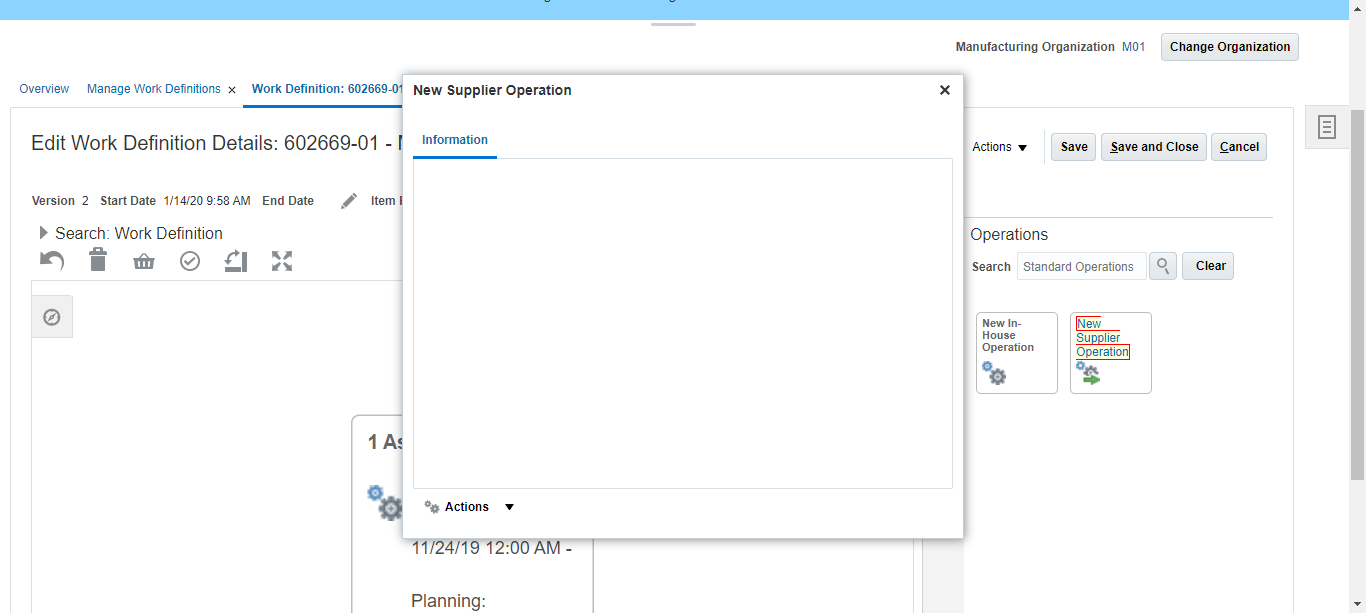 Manufacturing Organization M01 Change Organization
Overview Manage Work Definitions × Work Definition: 602669-01
New Supplier Operation
Information
Edit Work Definition Details: 602669-01 -
Actions Save Save and Close Cancel
Version 2 Start Date 1/14/20 9:58 AM End Date Item
Search: Work Definition
Operations
Search Standard Operations Clear
New In-
House
Operation
New
Supplier
Operation
1 As
Actions
11/24/19 12:00 AM -
Planning: